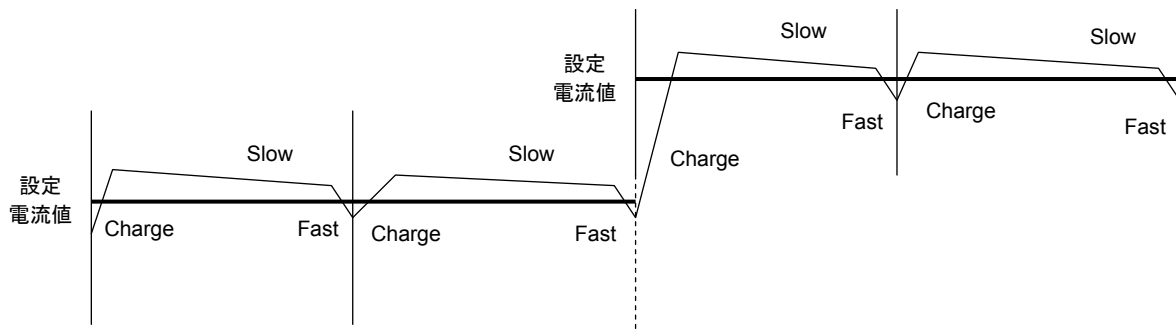 Slow
Slow
設定
電流値
Fast
Charge
Fast
Charge
Slow
Slow
設定
電流値
Charge
Fast
Charge
Fast